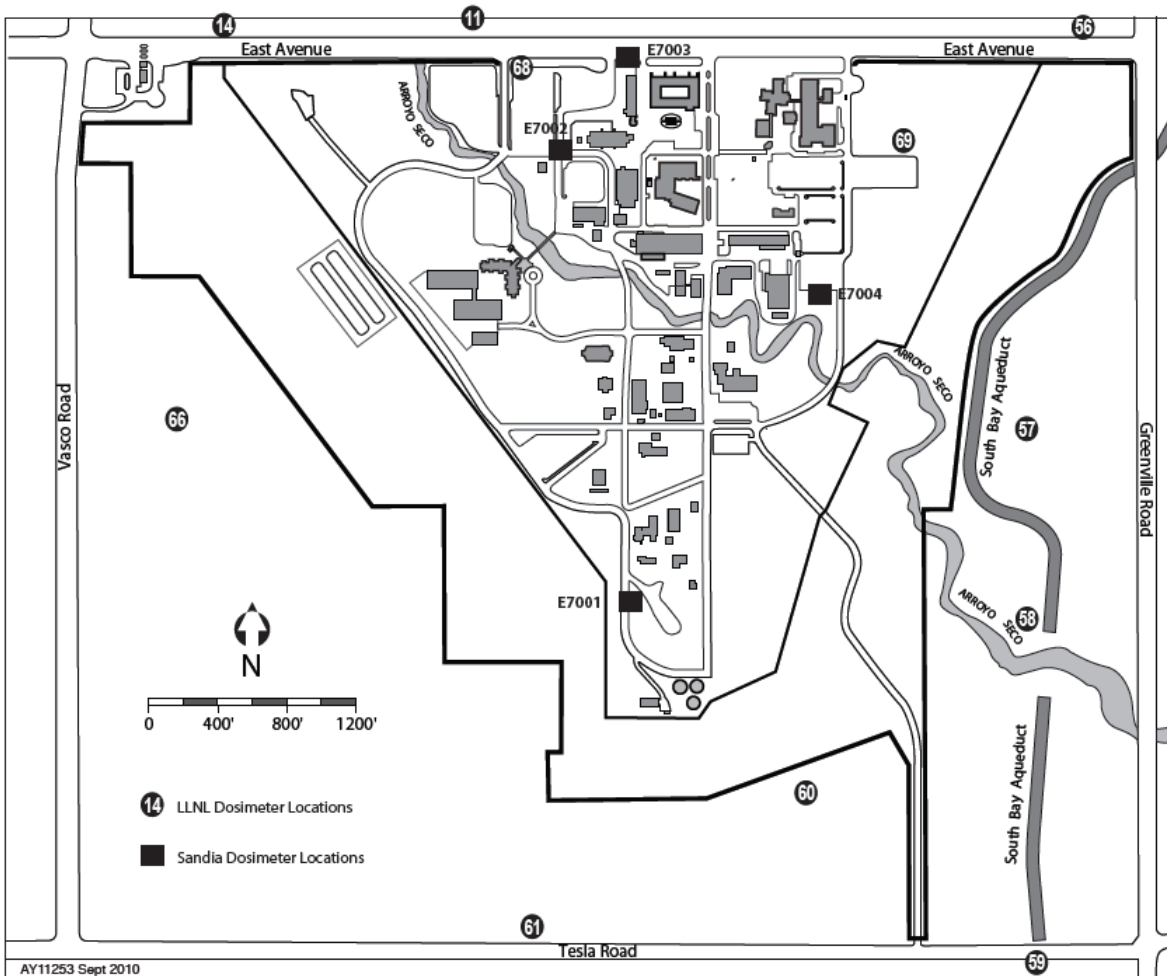 14
11
56
East Avenue
E7003
East Avenue
68
ARROYO SECO
E7002
69
E7004
ARROYO SECO
South Bay Aqueduct
66
57
Vasco Road
Greenville Road
E7001
ARROYO SECO
58
N
0 400' 800' 1200'
South Bay Aqueduct
60
14 LLNL Dosimeter Locations
Sandia Dosimeter Locations
61
Tesla Road
59
AY11253 Sept 2010